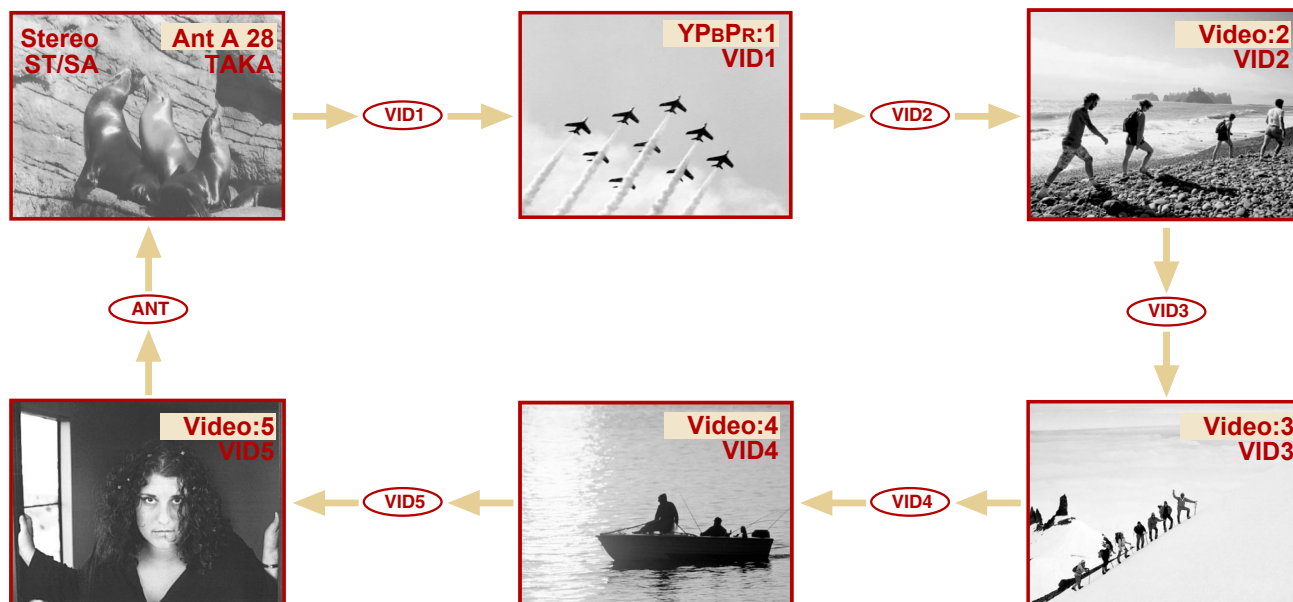 Stereo Ant A 28
ST/SA TAKA
VID1
YPBPR:1
VID1
VID2
Video:2
VID2
VID3
Video:3
VID3
VID4
Video:4
VID4
VID5
Video:5
VID5
ANT